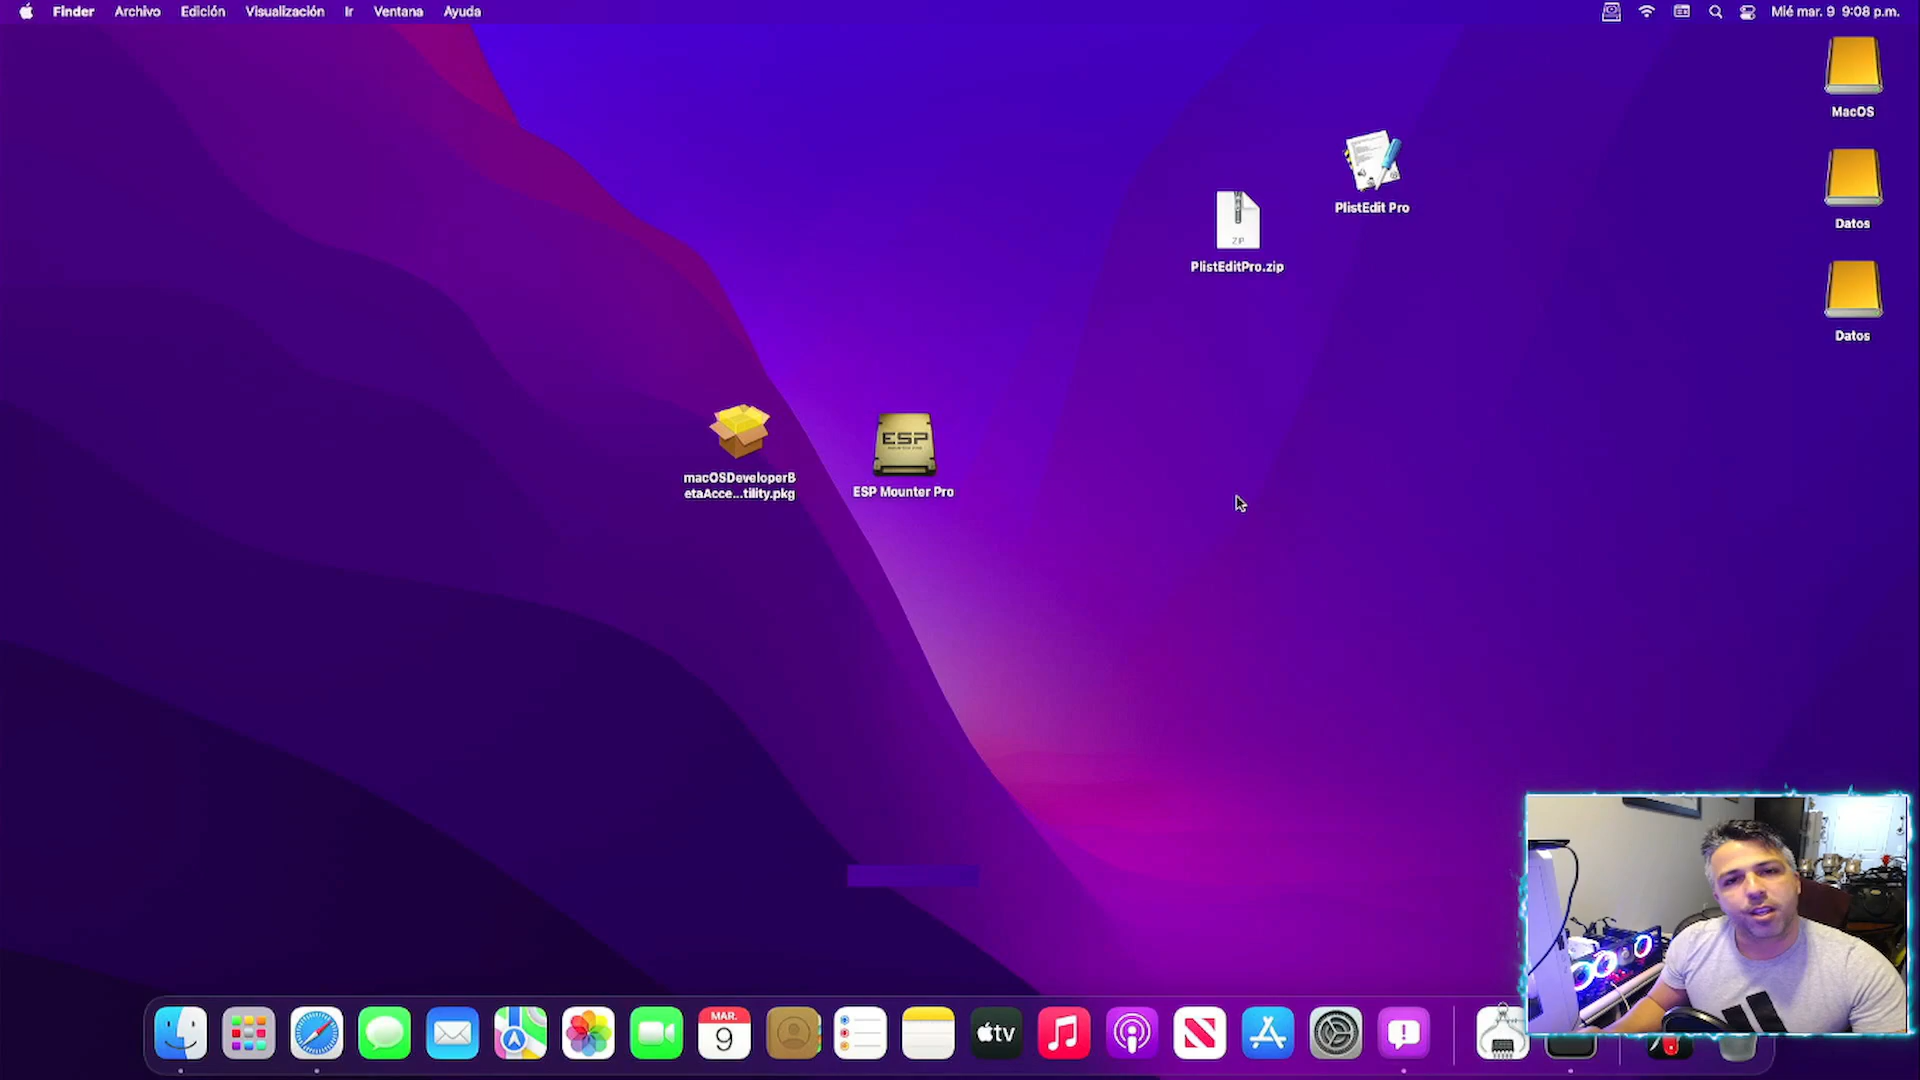 Finder Archivo Edición Visualización Ir Ventana Ayuda
Mié mar. 9 9:08 p.m.
MacOS
PlistEdit Pro
Datos
ZIP
PlistEditPro.zip
Datos
ESP
macOSDeveloperB
etaAcce...tility.pkg
ESP Mounter Pro
MAR.
9
tv